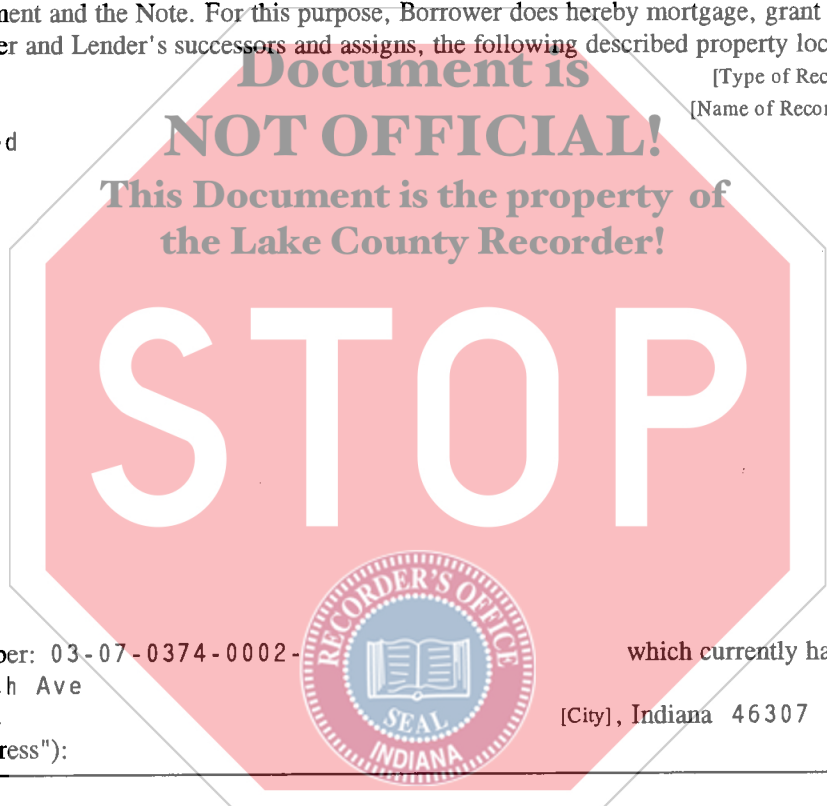 ent and the Note. For this purpose, Borrower does hereby mortgage, grant
er and Lender's successors and assigns, the following described property loc
Document is
[Type of Rec
NOT OFFICIAL!
[Name of Recor
d
This Document is the property of
the Lake County Recorder!
STOP
RECORDER'S OFFICE
ber: 03-07-0374-0002-
which currently ha
h Ave
SEAL
[City], Indiana 46307
INDIANA
ress"):